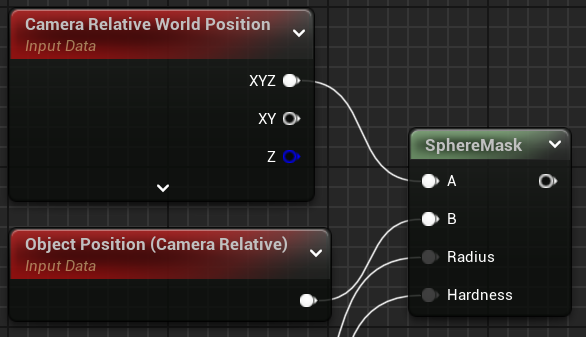 Camera Relative World Position
Input Data
XYZ
XY
Z
Object Position (Camera Relative)
Input Data
SphereMask
A
B
Radius
Hardness